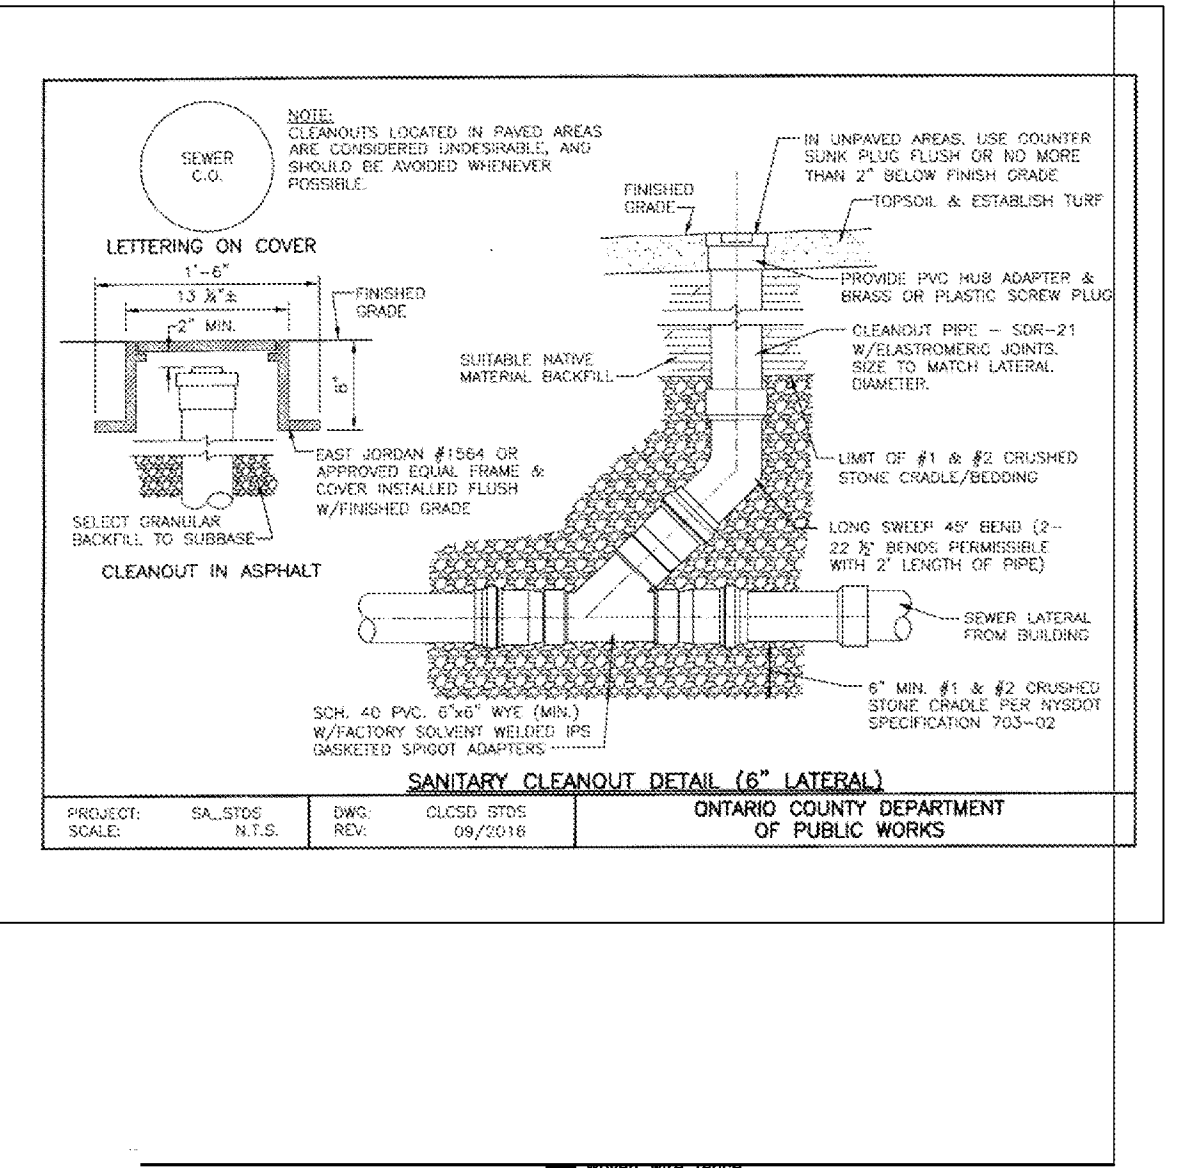 SEWER
C.O.
LETTERING ON COVER
NOTE:
CLEANOUTS LOCATED IN PAVED AREAS
ARE CONSIDERED UNDESIRABLE, AND
SHOULD BE AVOIDED WHENEVER
POSSIBLE.
1'-6"
2" MIN.
FINISHED
GRADE
EAST JORDAN #1564 OR
APPROVED EQUAL FRAME &
COVER INSTALLED FLUSH
W/FINISHED GRADE
SELECT GRANULAR
BACKFILL TO SUBBASE
CLEANOUT IN ASPHALT
FINISHED
GRADE
IN UNPAVED AREAS, USE COUNTER
SUNK PLUG FLUSH OR NO MORE
THAN 2" BELOW FINISH GRADE
TOPSOIL & ESTABLISH TURF
PROVIDE PVC HUB ADAPTER &
BRASS OR PLASTIC SCREW PLUG
CLEANOUT PIPE - SDR-21
W/ELASTROMERIC JOINTS.
SIZE TO MATCH LATERAL
DIAMETER.
SUITABLE NATIVE
MATERIAL BACKFILL
LIMIT OF #1 & #2 CRUSHED
STONE CRADLE/BEDDING
LONG SWEEP 45° BEND (2-
22 ½° BENDS PERMISSIBLE
WITH 2' LENGTH OF PIPE)
SEWER LATERAL
FROM BUILDING
6" MIN. #1 & #2 CRUSHED
STONE CRADLE PER NYSDOT
SPECIFICATION 703-02
SCH. 40 PVC. 6"x6" WYE (MIN.)
W/FACTORY SOLVENT WELDED IPS
GASKETED SPIGOT ADAPTERS
SANITARY CLEANOUT DETAIL (6" LATERAL)
PROJECT: SA_STDS
SCALE: N.T.S.
DWG: CLCSD STDS
REV: 09/2016
ONTARIO COUNTY DEPARTMENT
OF PUBLIC WORKS